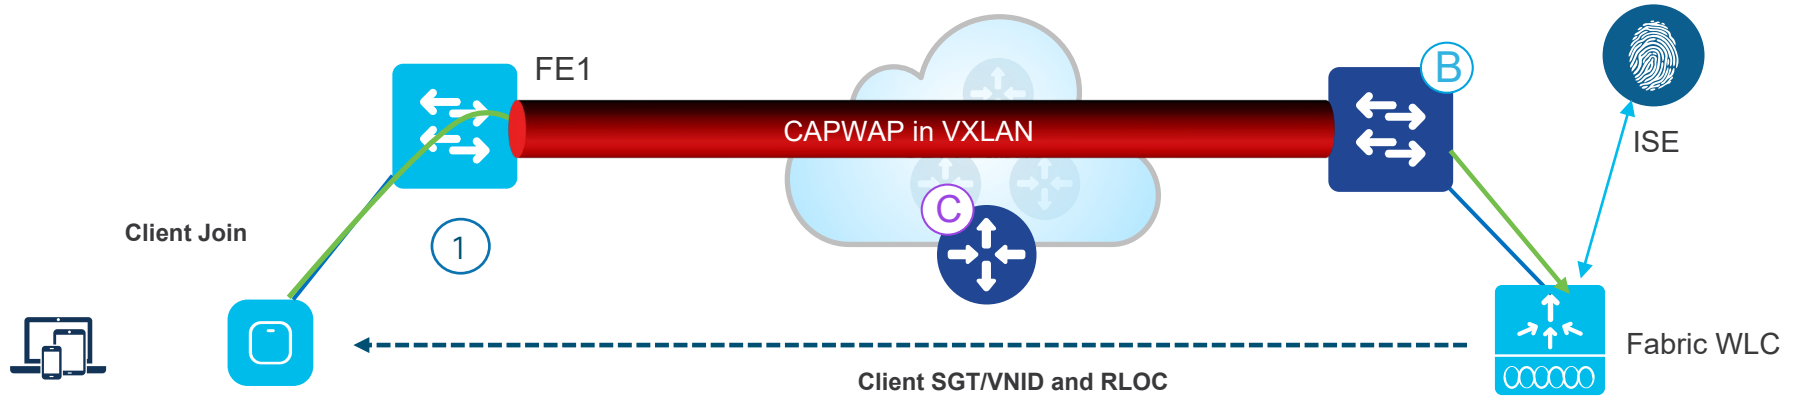 FE1
B
CAPWAP in VXLAN
ISE
C
Client Join
1
Fabric WLC
Client SGT/VNID and RLOC